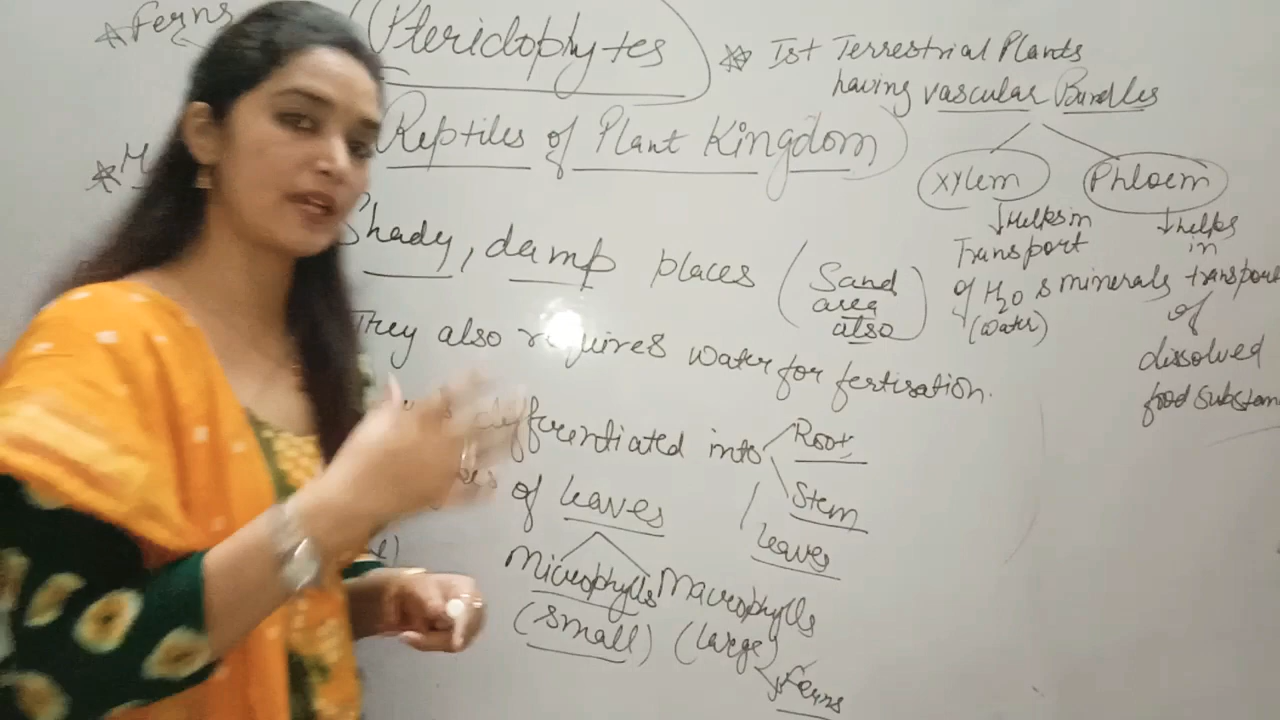 *Ferns
Pteridophytes
Reptiles of Plant Kingdom
Shady, damp places (Sand
area
also)
They also requires water for fertisation.
differentiated into Root,
Stem
leaves
of leaves
Microphylls Macrophylls
(small) (large)
Ferns
** Ist Terrestrial Plants
having vascular Bundles
xylem Phloem
↓Helps in
Transport
of H2O & minerals
(water)
↓helps
in
transport
of
dissolved
food